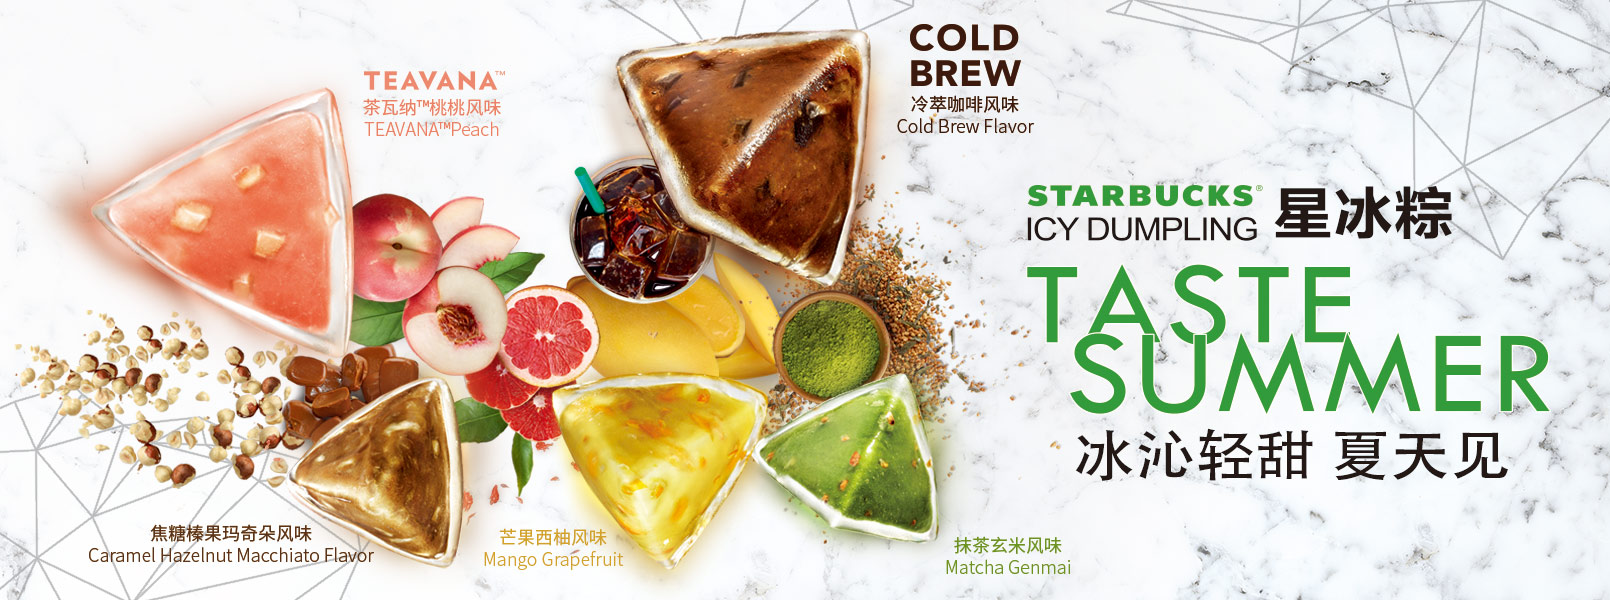 TEAVANA™
茶瓦纳™桃桃风味
TEAVANA™Peach
COLD
BREW
冷萃咖啡风味
Cold Brew Flavor
STARBUCKS®
ICY DUMPLING 星冰粽
TASTE
SUMMER
冰沁轻甜 夏天见
焦糖榛果玛奇朵风味
Caramel Hazelnut Macchiato Flavor
芒果西柚风味
Mango Grapefruit
抹茶玄米风味
Matcha Genmai